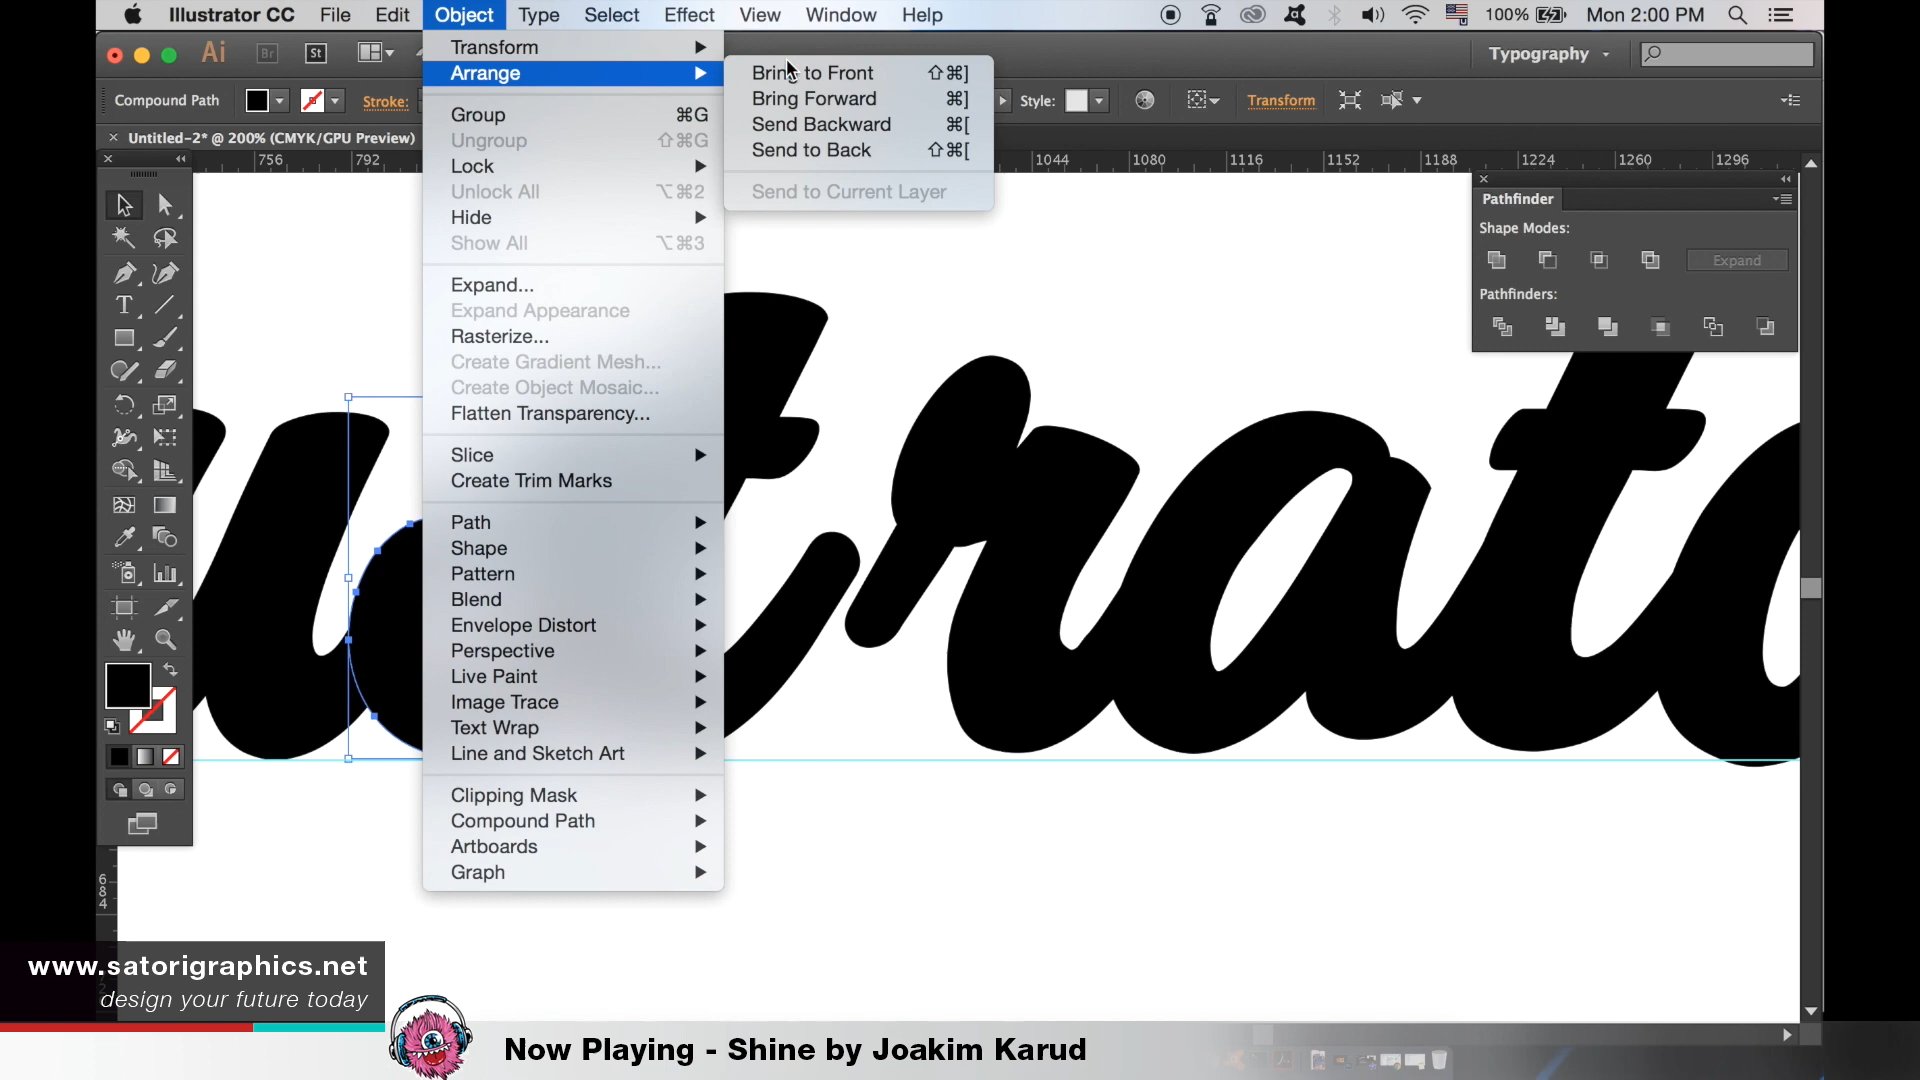 Illustrator CC File Edit Object Type Select Effect View Window Help 100% Mon 2:00 PM
Ai Br St Typography
Compound Path Stroke: Style: Transform
Untitled-2* @ 200% (CMYK/GPU Preview)
756 792 1044 1080 1116 1152 1188 1224 1260 1296
Transform
Arrange
Group ⌘G
Ungroup ⇧⌘G
Lock
Unlock All ⌥⌘2
Hide
Show All ⌥⌘3
Expand...
Expand Appearance
Rasterize...
Create Gradient Mesh...
Create Object Mosaic...
Flatten Transparency...
Slice
Create Trim Marks
Path
Shape
Pattern
Blend
Envelope Distort
Perspective
Live Paint
Image Trace
Text Wrap
Line and Sketch Art
Clipping Mask
Compound Path
Artboards
Graph
Bring to Front ⇧⌘]
Bring Forward ⌘]
Send Backward ⌘[
Send to Back ⇧⌘[
Send to Current Layer
Pathfinder
Shape Modes:
Expand
Pathfinders:
684
www.satorigraphics.net
design your future today
Now Playing - Shine by Joakim Karud